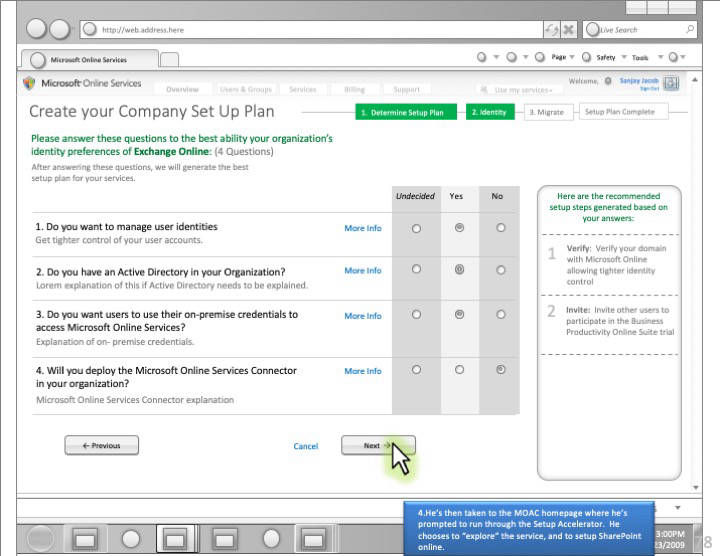 http://web.address.here
Live Search
Microsoft Online Services
Page
Safety
Tools
Microsoft Online Services
Overview
Users & Groups
Services
Billing
Support
Use my services
Welcome,
Sanjay Jacob
Sign Out
Create your Company Set Up Plan
1. Determine Setup Plan
2. Identity
3. Migrate
Setup Plan Complete
Please answer these questions to the best ability your organization's
identity preferences of Exchange Online: (4 Questions)
After answering these questions, we will generate the best
setup plan for your services.
Undecided Yes No
1. Do you want to manage user identities
Get tighter control of your user accounts.
More Info
2. Do you have an Active Directory in your Organization?
Lorem explanation of this if Active Directory needs to be explained.
More Info
3. Do you want users to use their on-premise credentials to
access Microsoft Online Services?
Explanation of on- premise credentials.
More Info
4. Will you deploy the Microsoft Online Services Connector
in your organization?
Microsoft Online Services Connector explanation
More Info
Here are the recommended
setup steps generated based on
your answers:
1 Verify: Verify your domain
with Microsoft Online
allowing tighter identity
control
2 Invite: Invite other users to
participate in the Business
Productivity Online Suite trial
← Previous
Cancel
Next →
4.He's then taken to the MOAC homepage where he's
prompted to run through the Setup Accelerator. He
chooses to "explore" the service, and to setup SharePoint
online.
3:00PM
23/2009
78